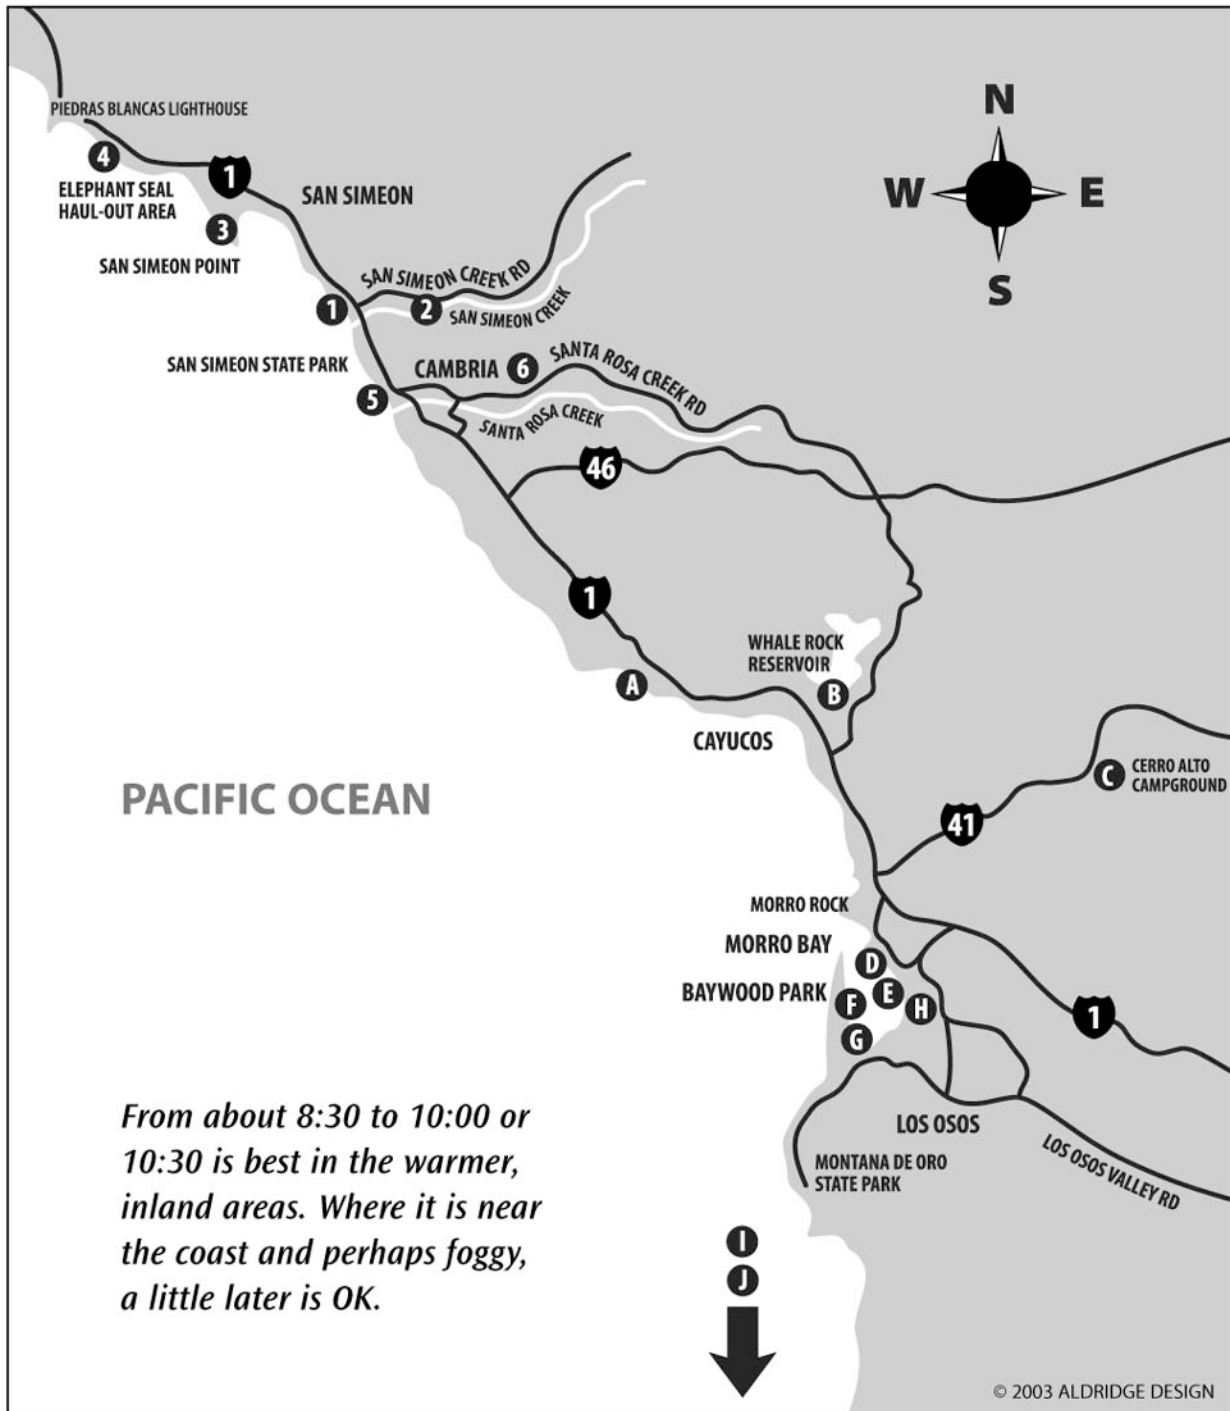 N
W
E
S
PIEDRAS BLANCAS LIGHTHOUSE
4
1
ELEPHANT SEAL
HAUL-OUT AREA
SAN SIMEON
3
SAN SIMEON POINT
SAN SIMEON CREEK RD
1
2
SAN SIMEON CREEK
SAN SIMEON STATE PARK
CAMBRIA
6
SANTA ROSA CREEK RD
5
SANTA ROSA CREEK
46
1
WHALE ROCK
RESERVOIR
A
B
CAYUCOS
C
CERRO ALTO
CAMPGROUND
PACIFIC OCEAN
41
MORRO ROCK
MORRO BAY
D
BAYWOOD PARK
E
F
H
G
1
LOS OSOS
LOS OSOS VALLEY RD
MONTANA DE ORO
STATE PARK
From about 8:30 to 10:00 or
10:30 is best in the warmer,
inland areas. Where it is near
the coast and perhaps foggy,
a little later is OK.
I
J
© 2003 ALDRIDGE DESIGN